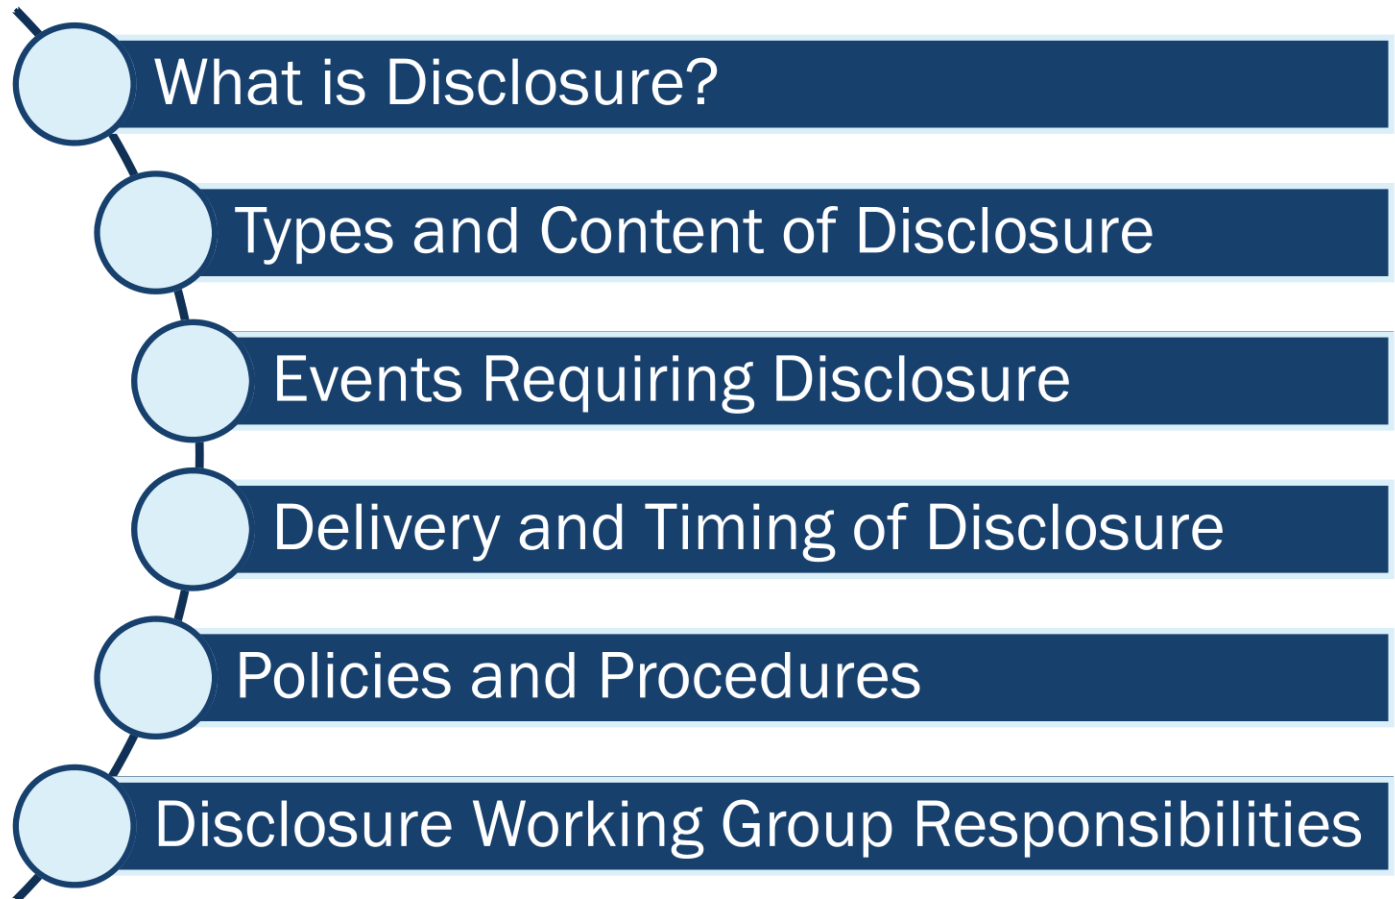 What is Disclosure?
Types and Content of Disclosure
Events Requiring Disclosure
Delivery and Timing of Disclosure
Policies and Procedures
Disclosure Working Group Responsibilities